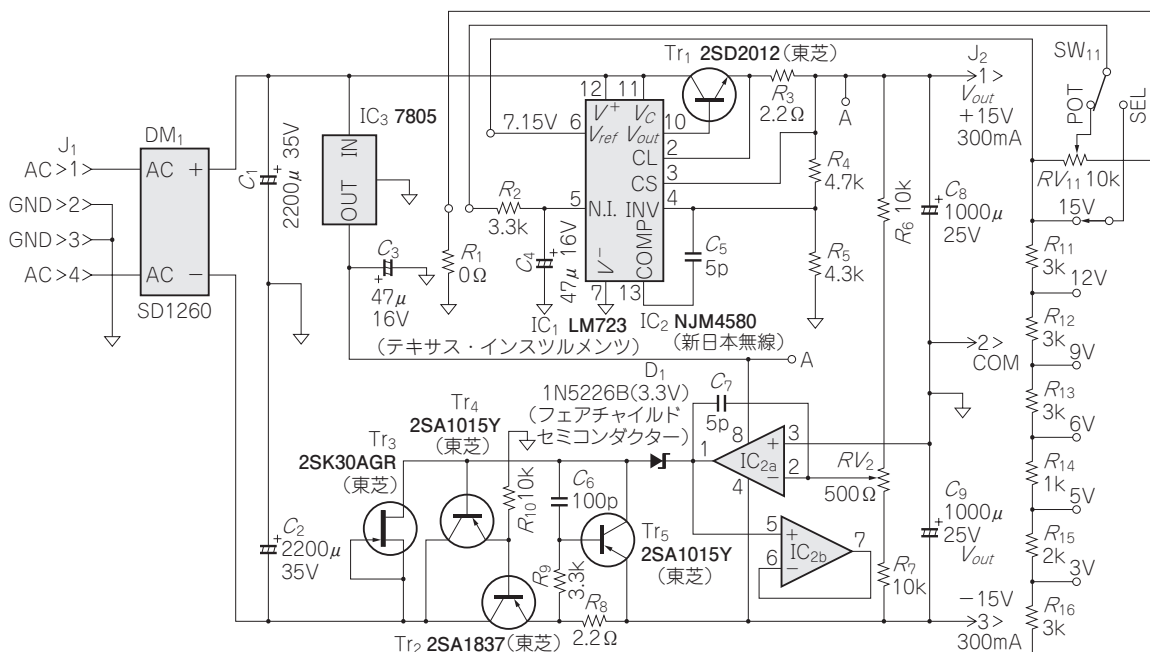 Tr1 2SD2012(東芝)
J2
SW11
R3
2.2Ω
1>
Vout
+15V
300mA
A
POT
SEL
12
11
V+
VC
7.15V
6
Vref
Vout
10
CL
2
CS
3
N.I.
5
INV
4
V−
COMP
7
13
IC3 7805
IN
OUT
DM1
J1
AC>1
GND>2
GND>3
AC>4
AC
+
AC
−
SD1260
C1
2200μ 35V
+
R2
3.3k
C4
47μ 16V
+
R1
0Ω
C3
47μ
16V
+
C5
5p
R4
4.7k
R5
4.3k
R6 10k
C8
1000μ
25V
+
RV11 10k
15V
R11
3k
12V
R12
3k
9V
R13
3k
6V
R14
1k
5V
R15
2k
3V
R16
3k
2>
COM
IC1 LM723
(テキサス・インスツルメンツ)
IC2 NJM4580
(新日本無線)
A
D1
1N5226B(3.3V)
(フェアチャイルド
セミコンダクター)
C7
5p
Tr4
2SA1015Y
(東芝)
Tr3
2SK30AGR
(東芝)
R10 10k
C6
100p
1
8
4
+
3
−
2
IC2a
RV2
500Ω
5
+
6
−
7
IC2b
Tr5
2SA1015Y
(東芝)
C9
1000μ
25V
+
Vout
C2
2200μ
35V
+
R9
3.3k
R8
2.2Ω
R7
10k
−15V
3>
300mA
Tr2 2SA1837(東芝)